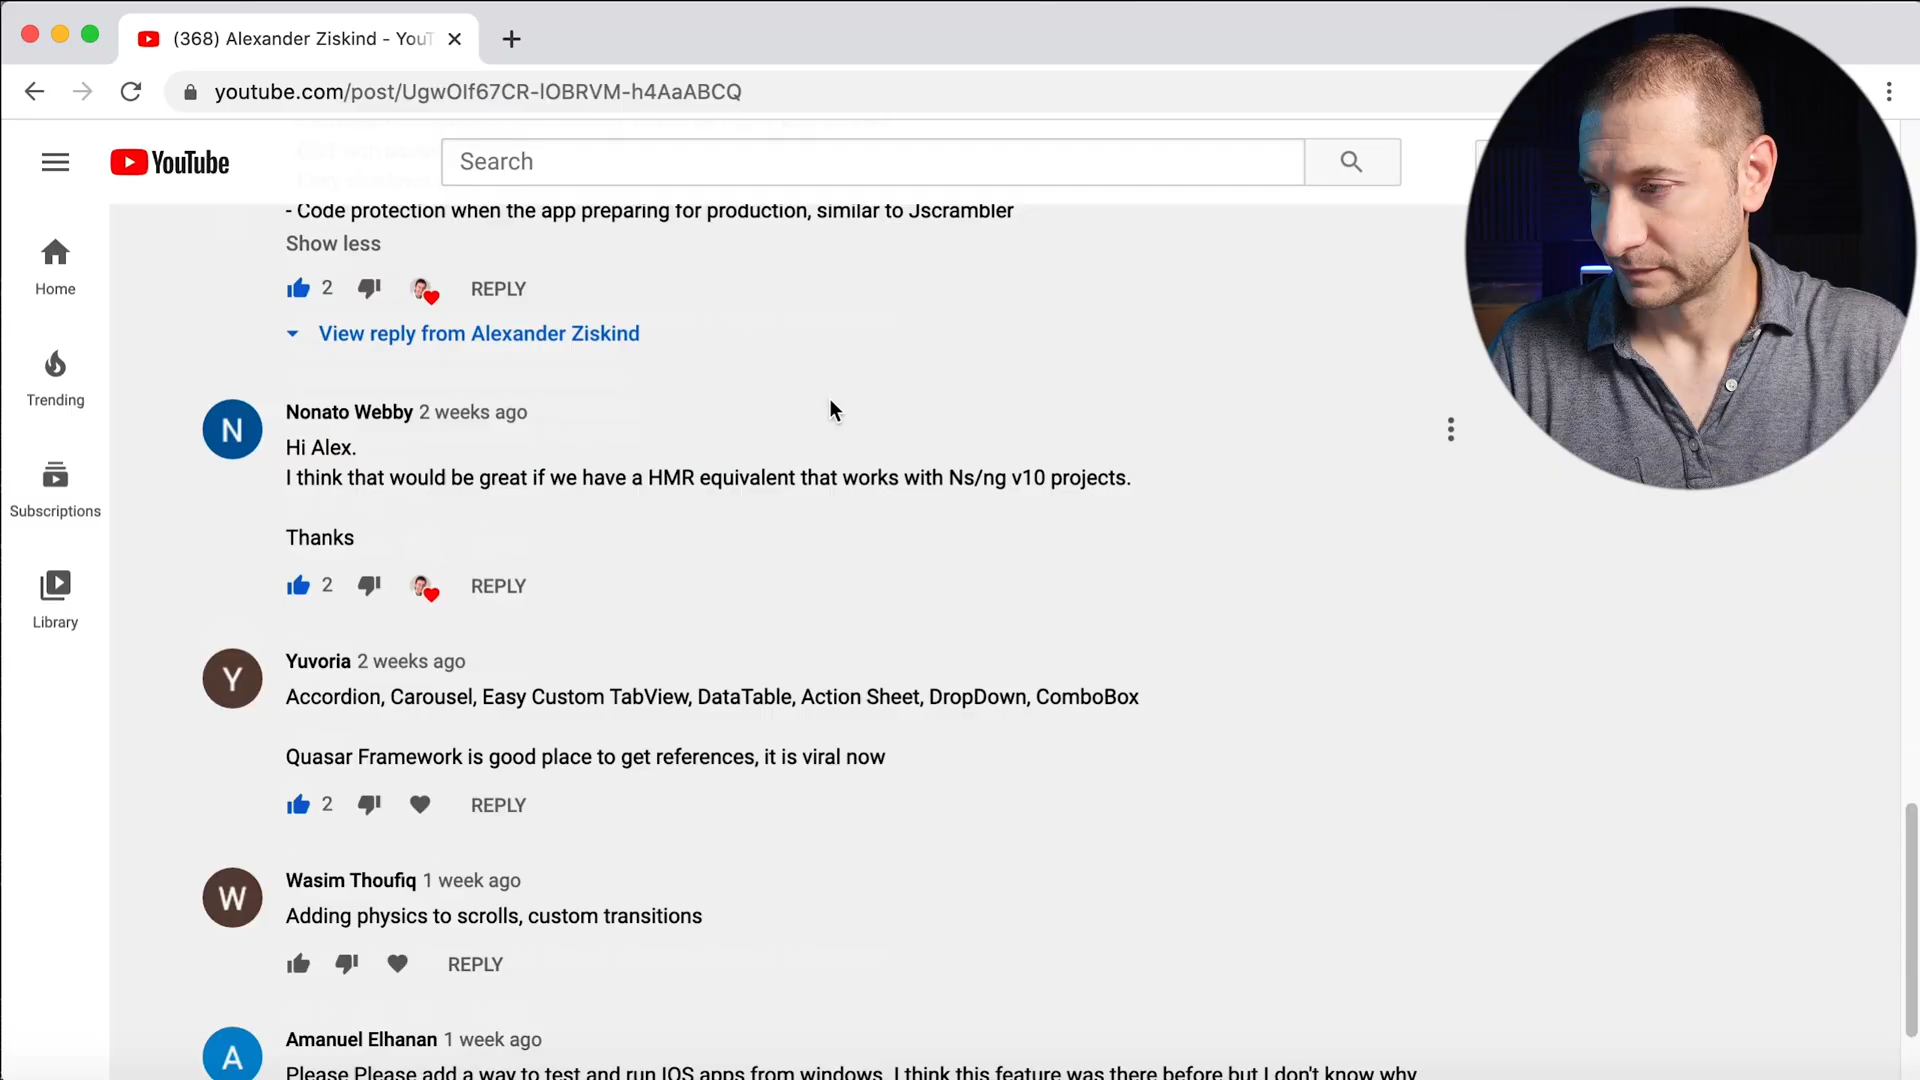 (368) Alexander Ziskind - YouT
youtube.com/post/UgwOIf67CR-lOBRVM-h4AaABCQ
YouTube
Search
- Code protection when the app preparing for production, similar to Jscrambler
Show less
2 REPLY
View reply from Alexander Ziskind
Home
Trending
Subscriptions
Library
N
Nonato Webby 2 weeks ago
Hi Alex.
I think that would be great if we have a HMR equivalent that works with Ns/ng v10 projects.
Thanks
2 REPLY
Y
Yuvoria 2 weeks ago
Accordion, Carousel, Easy Custom TabView, DataTable, Action Sheet, DropDown, ComboBox
Quasar Framework is good place to get references, it is viral now
2 REPLY
W
Wasim Thoufiq 1 week ago
Adding physics to scrolls, custom transitions
REPLY
A
Amanuel Elhanan 1 week ago
Please Please add a way to test and run IOS apps from windows. I think this feature was there before but I don't know why